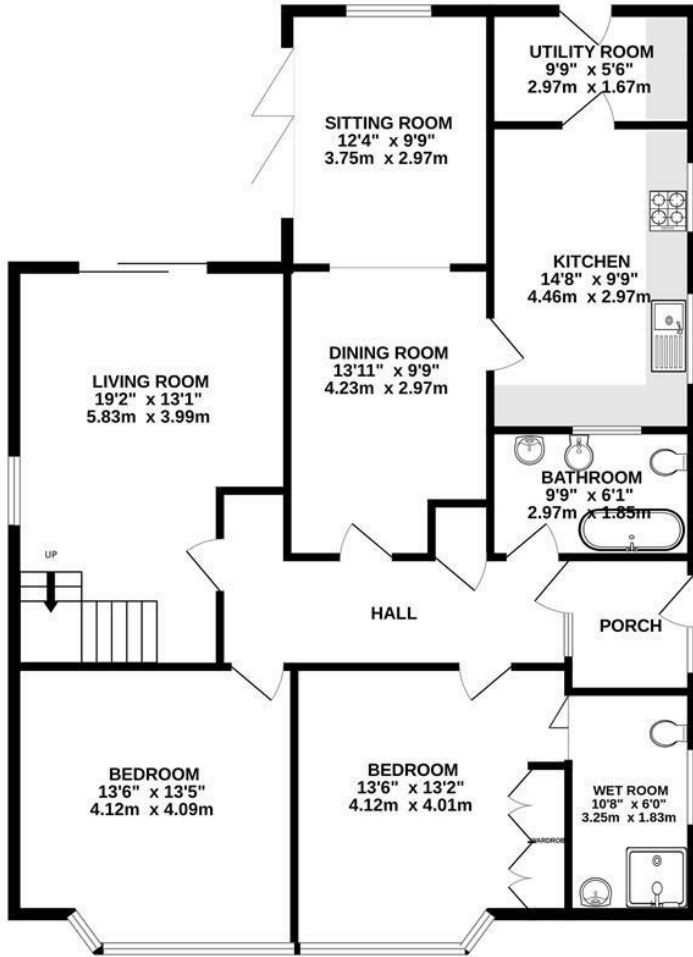 UTILITY ROOM
9'9" x 5'6"
2.97m x 1.67m
SITTING ROOM
12'4" x 9'9"
3.75m x 2.97m
KITCHEN
14'8" x 9'9"
4.46m x 2.97m
DINING ROOM
13'11" x 9'9"
4.23m x 2.97m
LIVING ROOM
19'2" x 13'1"
5.83m x 3.99m
BATHROOM
9'9" x 6'1"
2.97m x 1.85m
UP
HALL
PORCH
BEDROOM
13'6" x 13'5"
4.12m x 4.09m
BEDROOM
13'6" x 13'2"
4.12m x 4.01m
WET ROOM
10'8" x 6'0"
3.25m x 1.83m